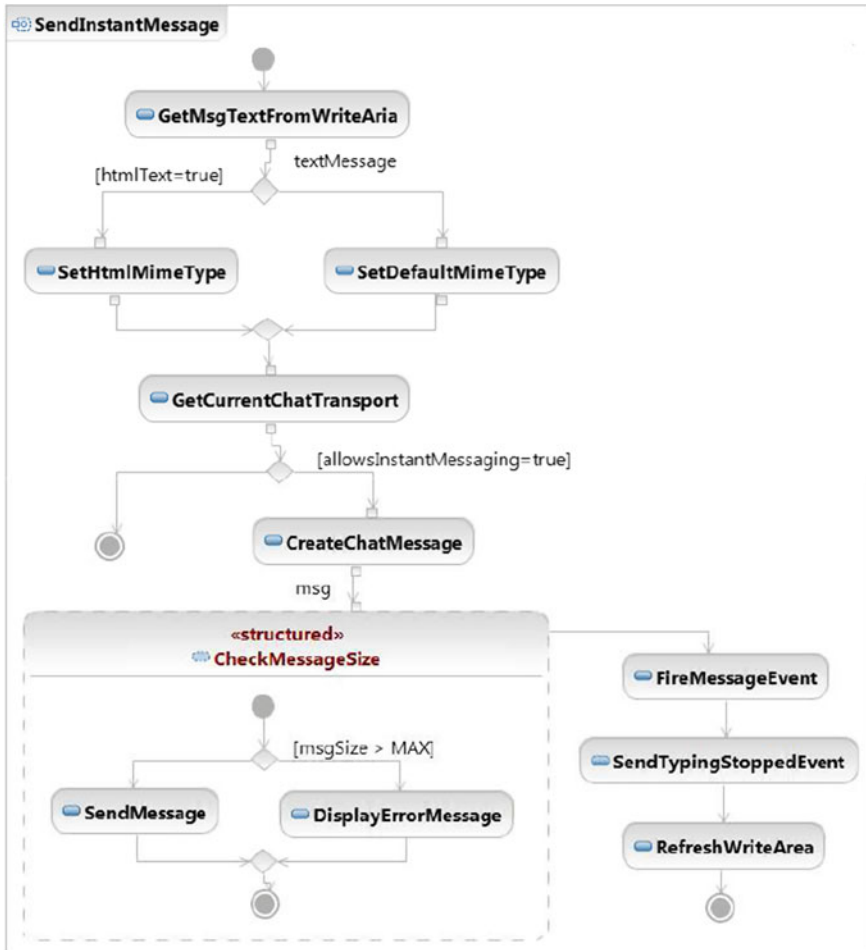 SendInstantMessage
GetMsgTextFromWriteAria
textMessage
[htmlText=true]
SetHtmlMimeType
SetDefaultMimeType
GetCurrentChatTransport
[allowsInstantMessaging=true]
CreateChatMessage
msg
«structured»
CheckMessageSize
FireMessageEvent
[msgSize > MAX]
SendTypingStoppedEvent
SendMessage
DisplayErrorMessage
RefreshWriteArea